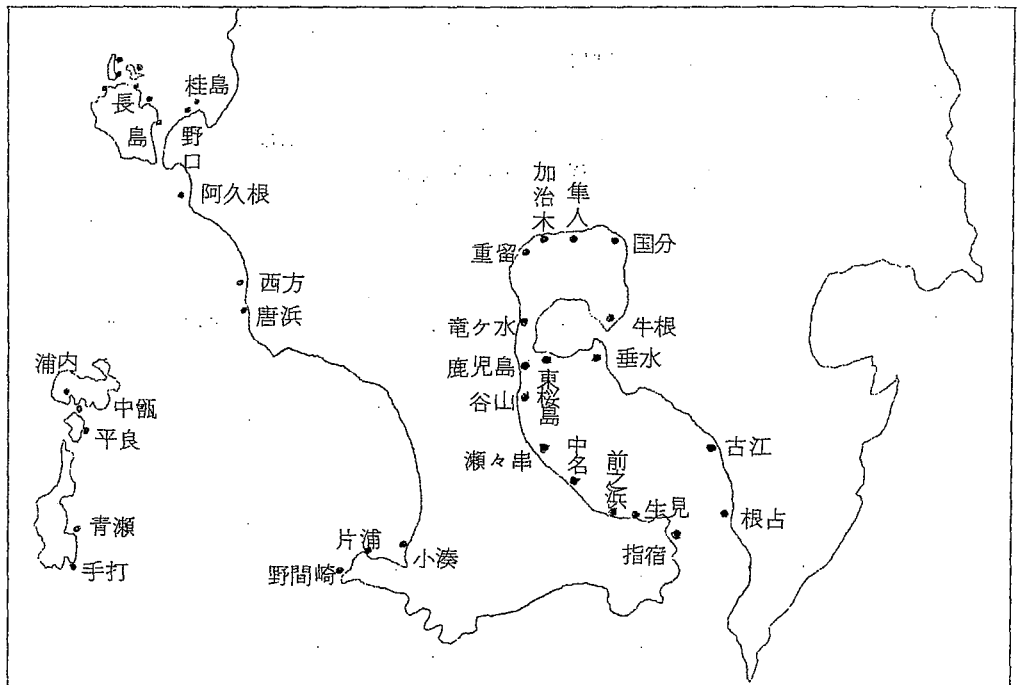 桂島
長島
野口
阿久根
西方
唐浜
浦内
中甑
平良
青瀬
手打
加治木
隼人
国分
重留
牛根
竜ケ水
垂水
鹿児島
東桜島
谷山
瀬々串
中名
前之浜
生見
古江
根占
指宿
片浦
小湊
野間崎